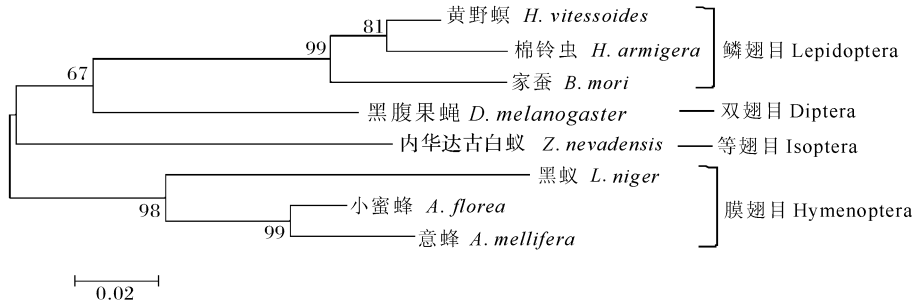 黄野螟 H. vitessoides
81
99
棉铃虫 H. armigera
鳞翅目 Lepidoptera
67
家蚕 B. mori
黑腹果蝇 D. melanogaster
双翅目 Diptera
内华达古白蚁 Z. nevadensis
等翅目 Isoptera
黑蚁 L. niger
98
小蜜蜂 A. florea
膜翅目 Hymenoptera
99
意蜂 A. mellifera
0.02